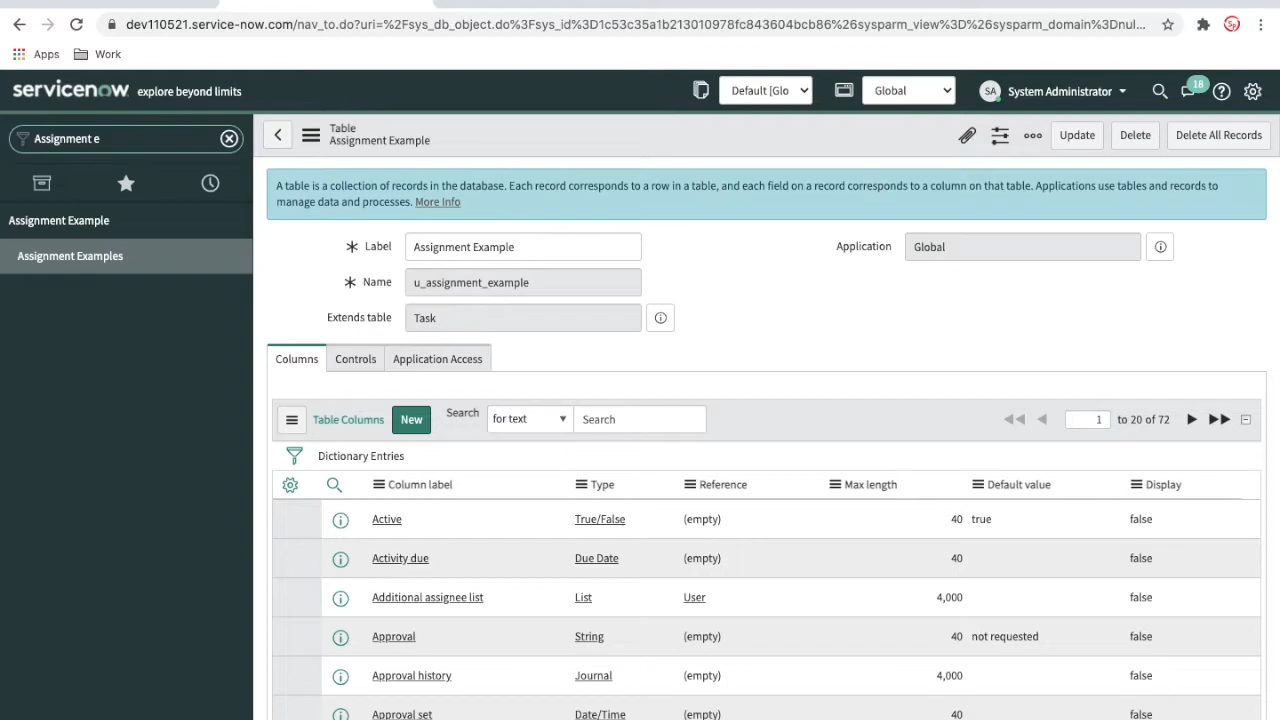 dev110521.service-now.com/nav_to.do?uri=%2Fsys_db_object.do%3Fsys_id%3D1c53c35a1b213010978fc843604bcb86%26sysparm_view%3D%26sysparm_domain%3Dnul...
Apps Work
servicenow explore beyond limits Default [Glo Global SA System Administrator 18
Assignment e
Table
Assignment Example
Update Delete Delete All Records
Assignment Example
Assignment Examples
A table is a collection of records in the database. Each record corresponds to a row in a table, and each field on a record corresponds to a column on that table. Applications use tables and records to
manage data and processes. More Info
Label Assignment Example Application Global
Name u_assignment_example
Extends table Task
Columns Controls Application Access
Table Columns New Search for text Search 1 to 20 of 72
Dictionary Entries
Column label Type Reference Max length Default value Display
Active True/False (empty) 40 true false
Activity due Due Date (empty) 40 false
Additional assignee list List User 4,000 false
Approval String (empty) 40 not requested false
Approval history Journal (empty) 4,000 false
Approval set Date/Time (empty) 40 false